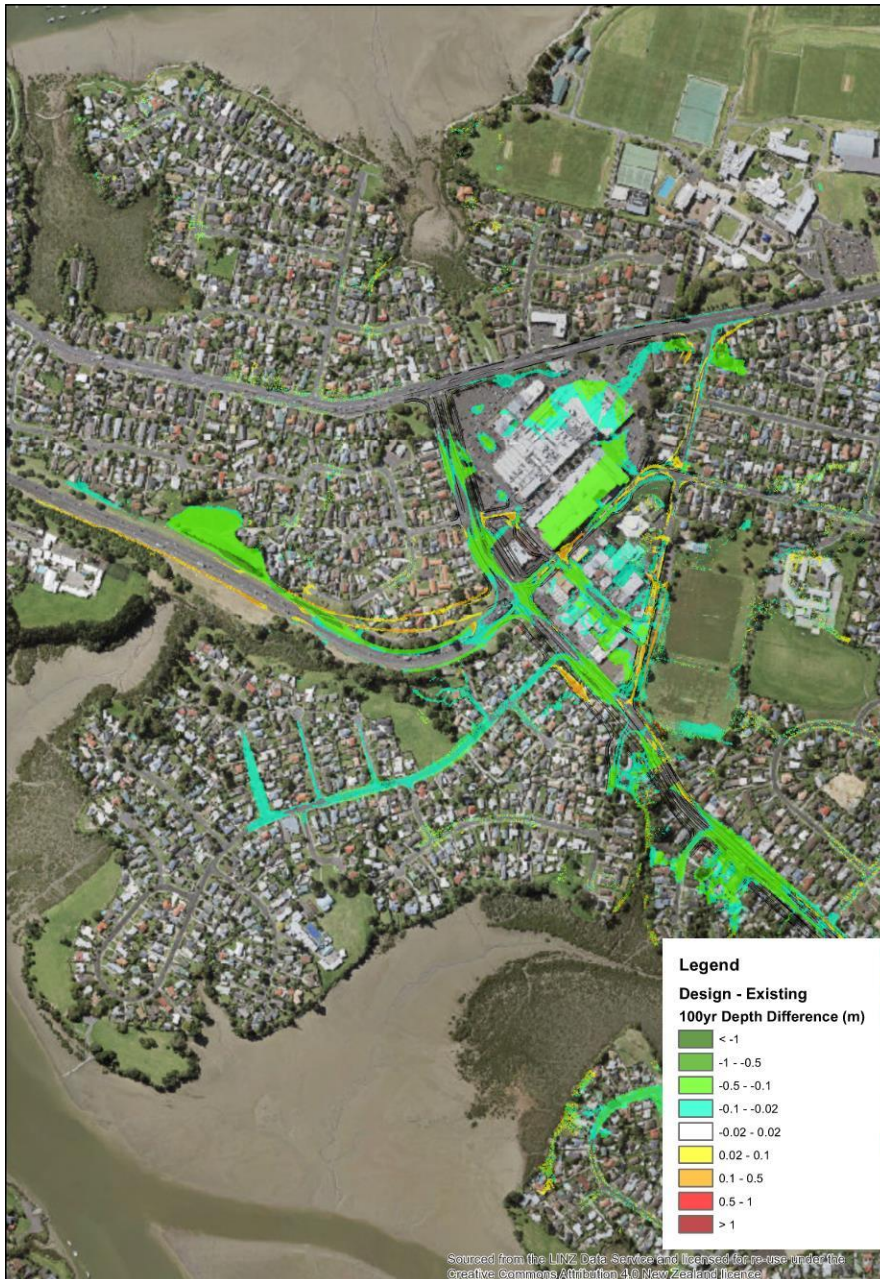 Legend
Design - Existing
100yr Depth Difference (m)
< -1
-1 - -0.5
-0.5 - -0.1
-0.1 - -0.02
-0.02 - 0.02
0.02 - 0.1
0.1 - 0.5
0.5 - 1
> 1
Sourced from the LINZ Data Service and licensed for re-use under the
Creative Commons Attribution 4.0 New Zealand licence